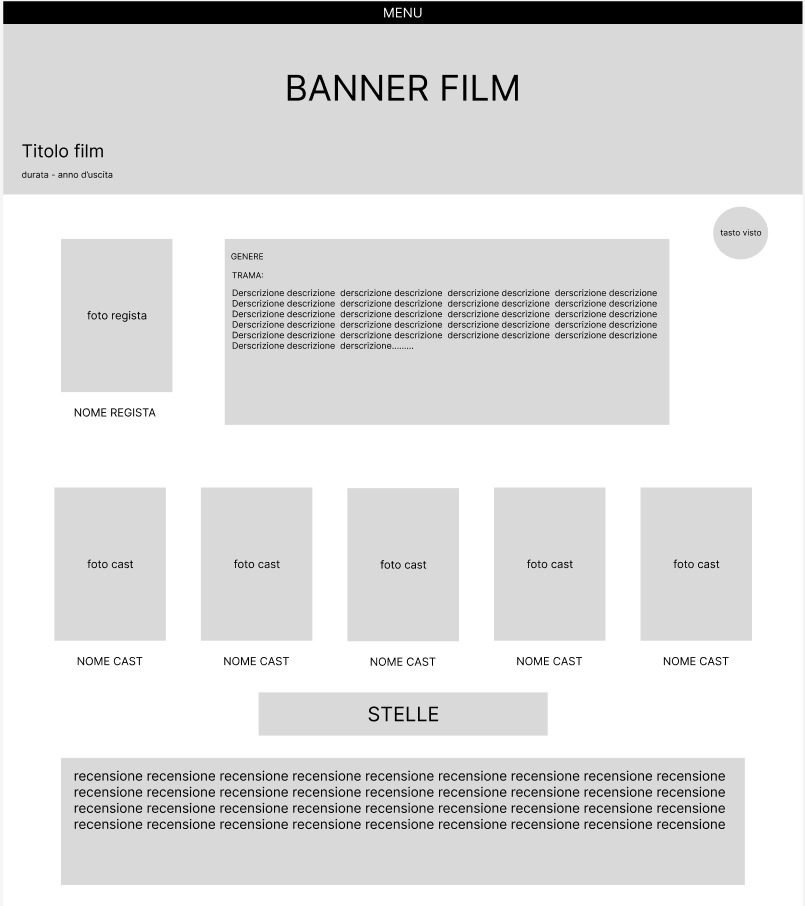 MENU
BANNER FILM
Titolo film
durata - anno d'uscita
tasto visto
foto regista
NOME REGISTA
GENERE
TRAMA:
Derscrizione descrizione derscrizione descrizione derscrizione descrizione derscrizione descrizione
Derscrizione descrizione derscrizione descrizione derscrizione descrizione derscrizione descrizione
Derscrizione descrizione derscrizione descrizione derscrizione descrizione derscrizione descrizione
Derscrizione descrizione derscrizione descrizione derscrizione descrizione derscrizione descrizione
Derscrizione descrizione derscrizione descrizione derscrizione descrizione derscrizione descrizione
Derscrizione descrizione derscrizione.........
foto cast
foto cast
foto cast
foto cast
foto cast
NOME CAST
NOME CAST
NOME CAST
NOME CAST
NOME CAST
STELLE
recensione recensione recensione recensione recensione recensione recensione recensione recensione
recensione recensione recensione recensione recensione recensione recensione recensione recensione
recensione recensione recensione recensione recensione recensione recensione recensione recensione
recensione recensione recensione recensione recensione recensione recensione recensione recensione